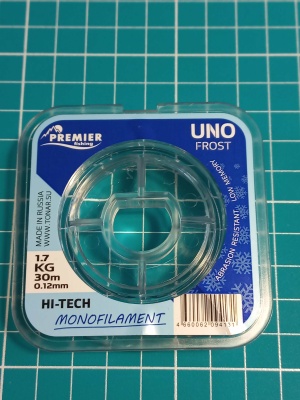 PREMIER
fishing
UNO
FROST
LOW MEMORY
ABRASION RESISTANT
MADE IN RUSSIA
WWW.TONAR.SU
1.7
KG
30m
0.12mm
HI-TECH
MONOFILAMENT